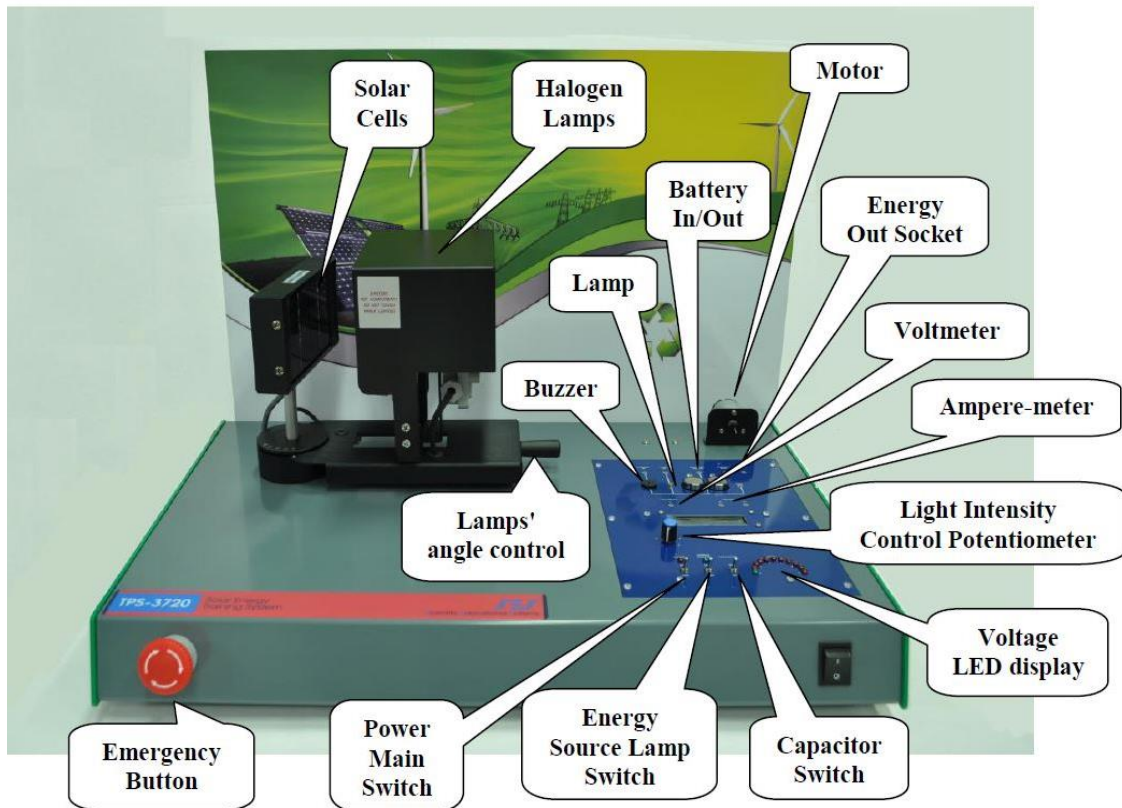 Solar
Cells
Halogen
Lamps
Motor
Battery
In/Out
Energy
Out Socket
Lamp
Voltmeter
Buzzer
Ampere-meter
Lamps'
angle control
Light Intensity
Control Potentiometer
TPS-3720
Solar Energy
Training System
Voltage
LED display
Emergency
Button
Power
Main
Switch
Energy
Source Lamp
Switch
Capacitor
Switch